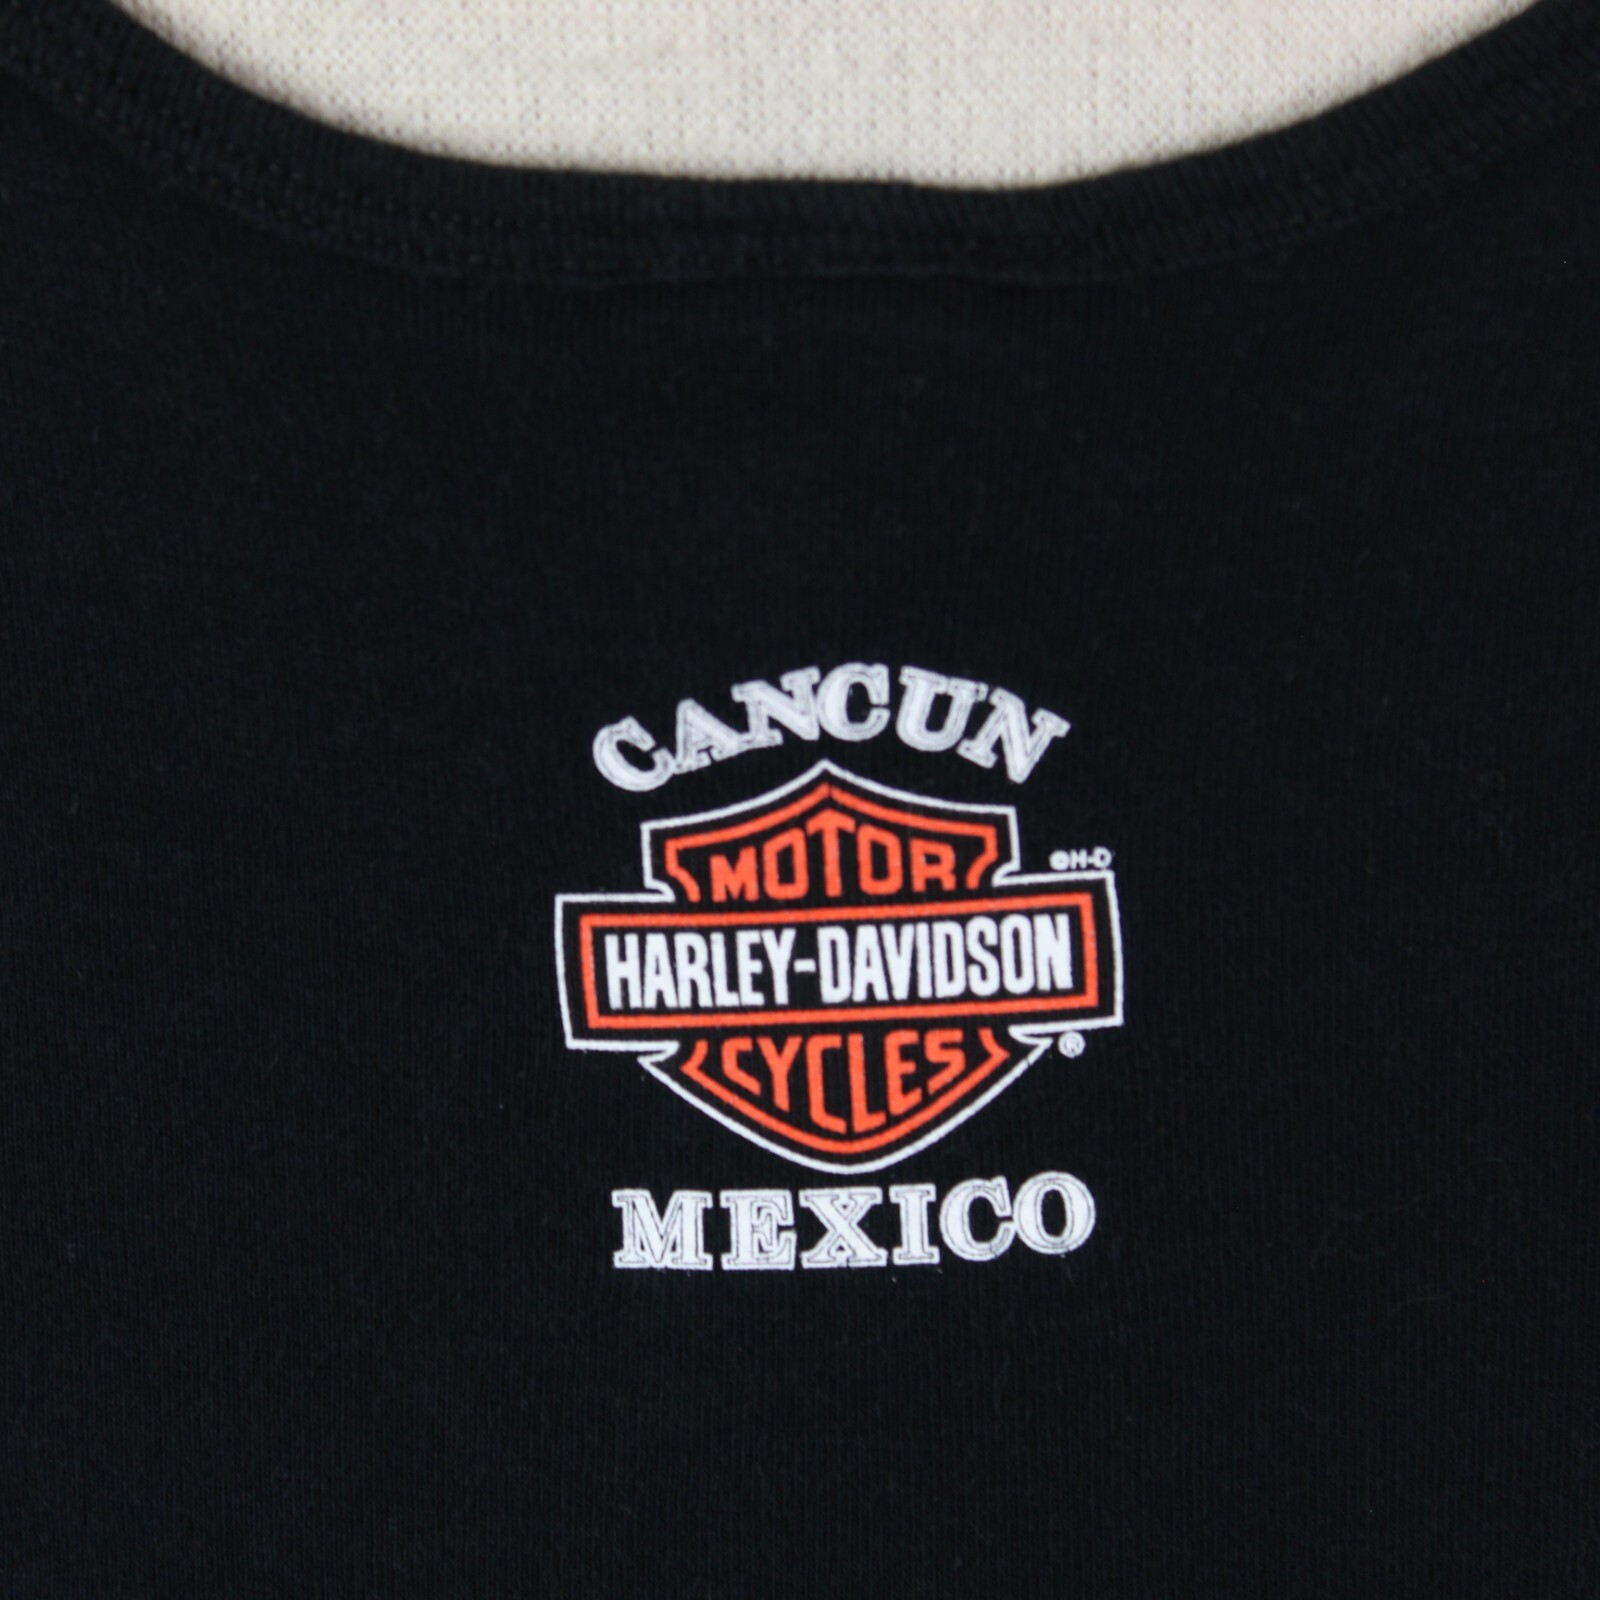 CANCUN
MOTOR
©H-D
HARLEY-DAVIDSON
CYCLES
®
MEXICO